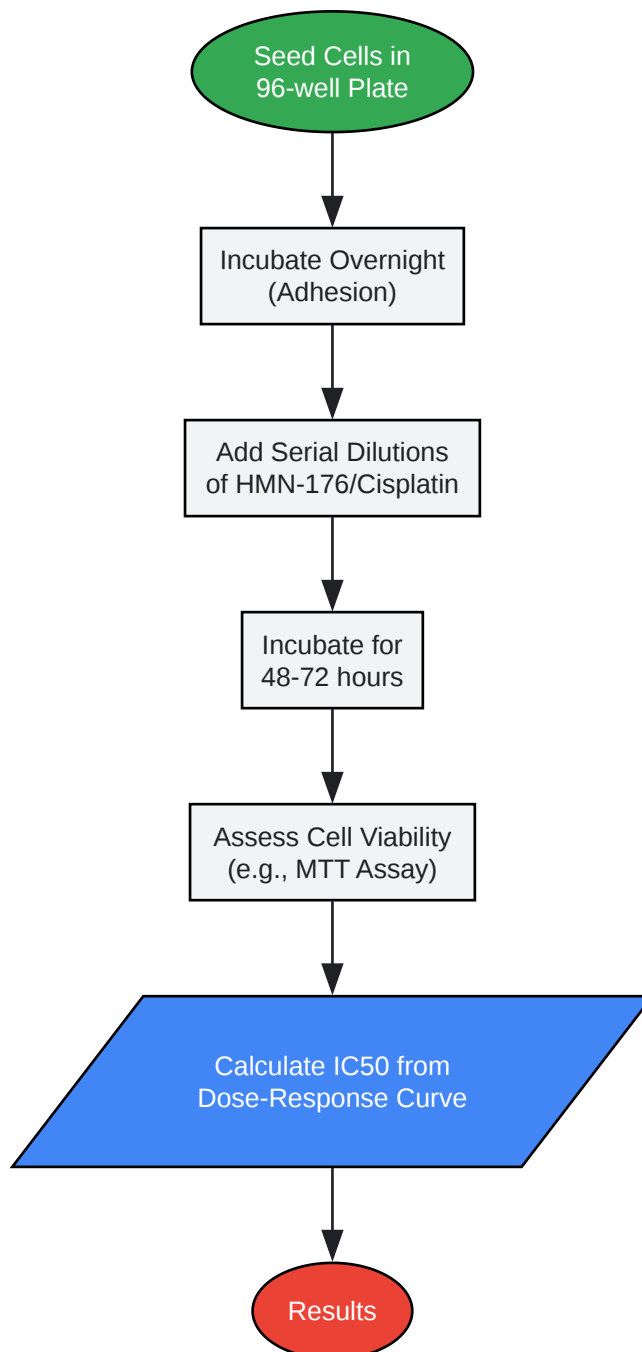 Seed Cells in
96-well Plate
Incubate Overnight
(Adhesion)
Add Serial Dilutions
of HMN-176/Cisplatin
Incubate for
48-72 hours
Assess Cell Viability
(e.g., MTT Assay)
Calculate IC50 from
Dose-Response Curve
Results